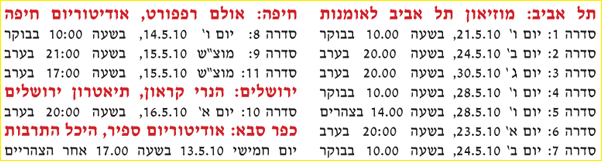 תל אביב: מוזיאון תל אביב לאומנות
סדרה 1: יום ו' 21.5.10, בשעה 10.00 בבוקר
סדרה 2: יום ב' 24.5.10, בשעה 20.00 בערב
סדרה 3: יום ג' 30.5.10, בשעה 20.00 בערב
סדרה 4: יום ו' 28.5.10, בשעה 10.00 בבוקר
סדרה 5: יום ו' 28.5.10, בשעה 14.00 בצהרים
סדרה 6: יום א' 23.5.10, בשעה 20:00 בערב
סדרה 7: יום ב' 24.5.10, בשעה 20.00 בערב
חיפה: אולם רפפורט, אודיטוריום חיפה
סדרה 8: יום ו' 14.5.10, בשעה 10:00 בבוקר
סדרה 9: מוצ"ש 15.5.10, בשעה 21:00 בערב
סדרה 11: מוצ"ש 15.5.10, בשעה 17:00 בערב
ירושלים: הנרי קראון, תיאטרון ירושלים
סדרה 10: יום א' 16.5.10, בשעה 20:00 בערב
כפר סבא: אודיטוריום ספיר, היכל התרבות
יום חמישי 13.5.10 בשעה 17.00 אחר הצהריים